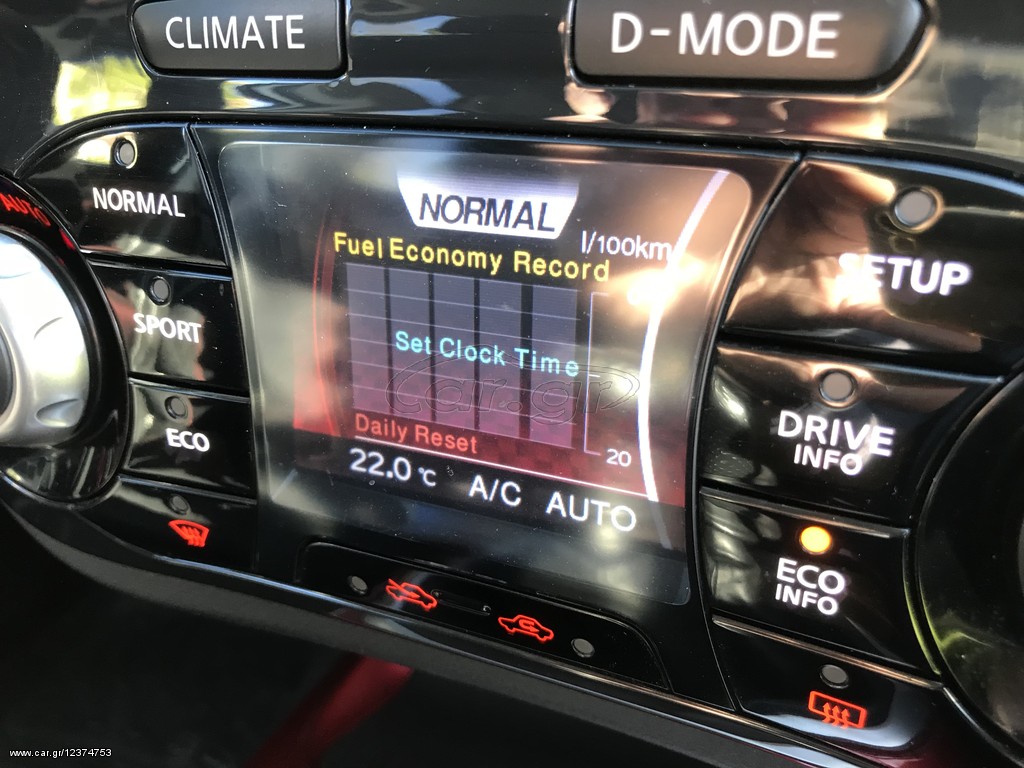 CLIMATE
D-MODE
AUTO
NORMAL
SPORT
ECO
NORMAL
l/100km
Fuel Economy Record
Set Clock Time
Daily Reset
20
22.0 °C A/C AUTO
SETUP
DRIVE
INFO
ECO
INFO
car.gr
www.car.gr/12374753